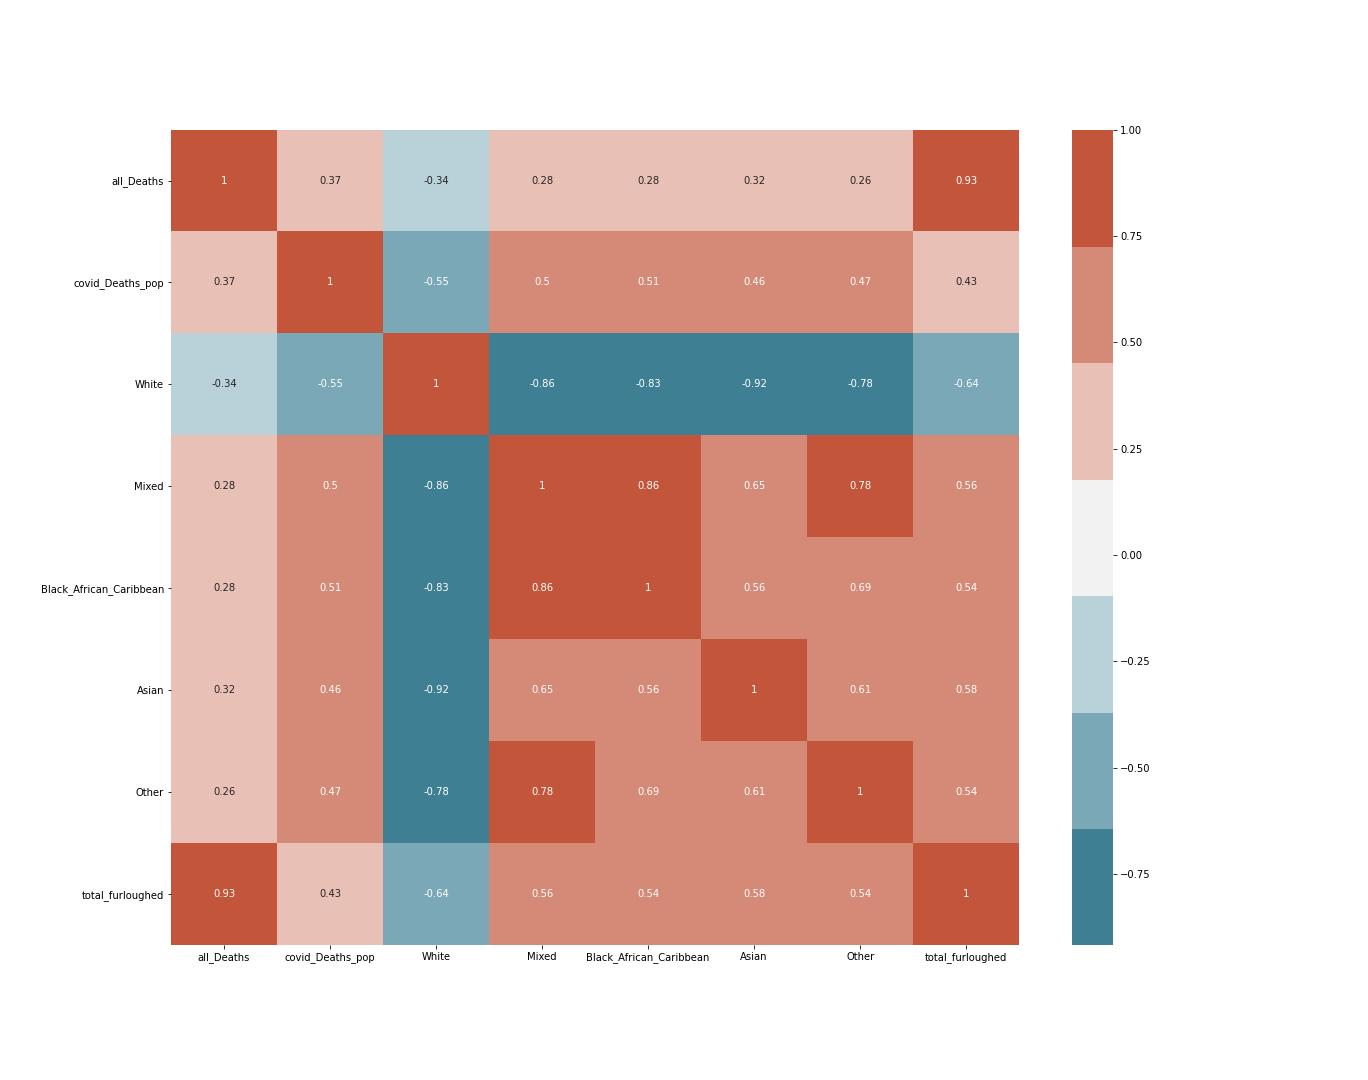 all_Deaths 1 0.37 -0.34 0.28 0.28 0.32 0.26 0.93
covid_Deaths_pop 0.37 1 -0.55 0.5 0.51 0.46 0.47 0.43
White -0.34 -0.55 1 -0.86 -0.83 -0.92 -0.78 -0.64
Mixed 0.28 0.5 -0.86 1 0.86 0.65 0.78 0.56
Black_African_Caribbean 0.28 0.51 -0.83 0.86 1 0.56 0.69 0.54
Asian 0.32 0.46 -0.92 0.65 0.56 1 0.61 0.58
Other 0.26 0.47 -0.78 0.78 0.69 0.61 1 0.54
total_furloughed 0.93 0.43 -0.64 0.56 0.54 0.58 0.54 1
all_Deaths covid_Deaths_pop White Mixed Black_African_Caribbean Asian Other total_furloughed
1.00
0.75
0.50
0.25
0.00
−0.25
−0.50
−0.75